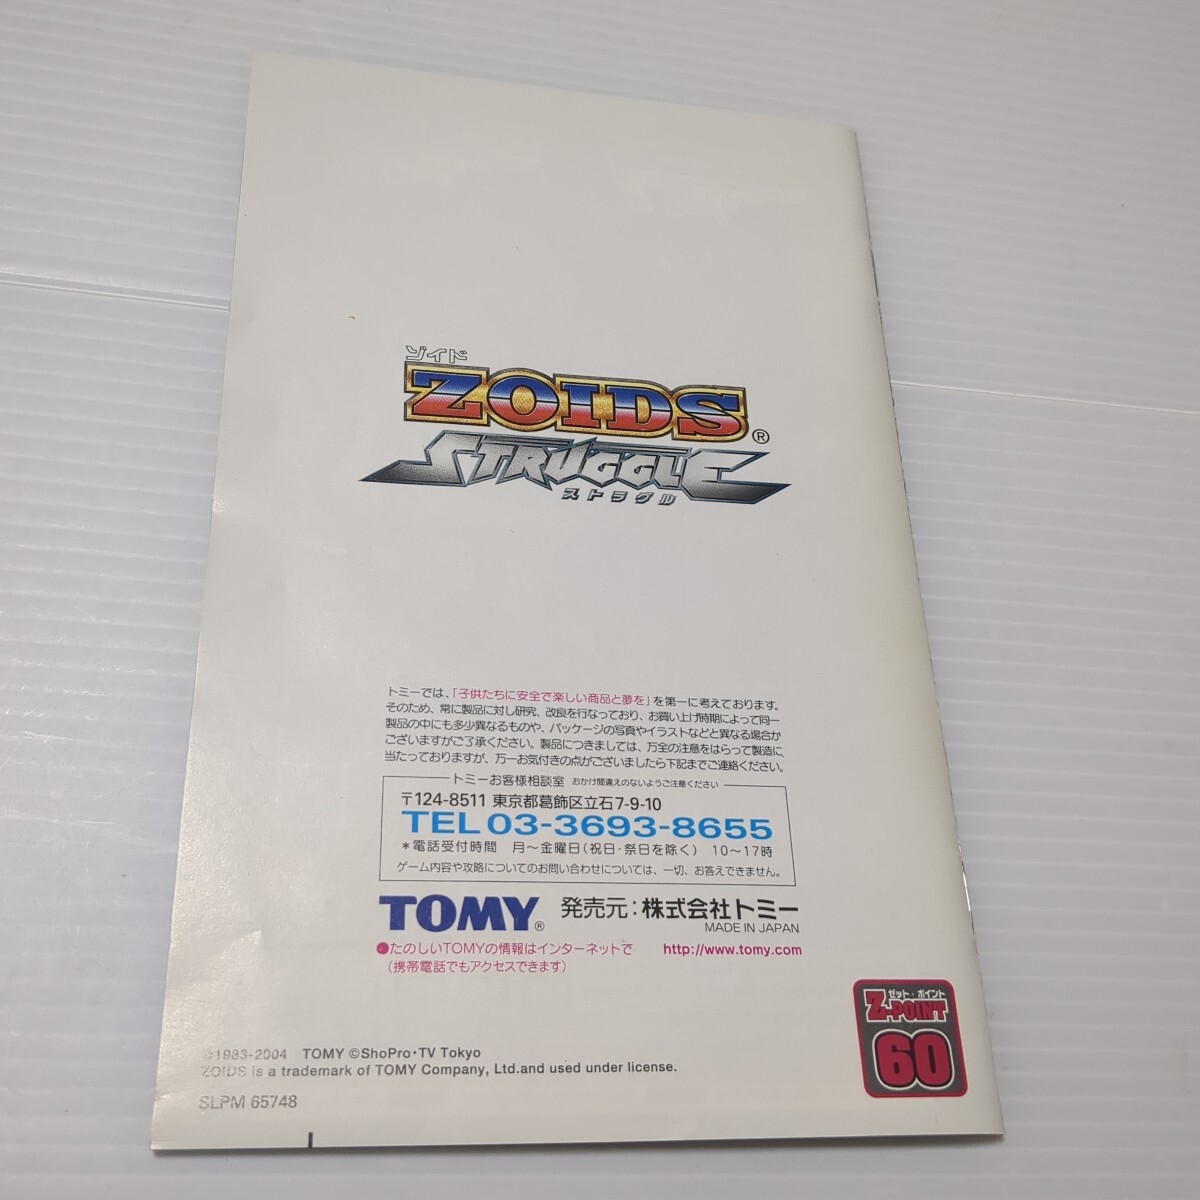 ゾイド
ZOIDS®
STRUGGLE
ストラグル
トミーでは、「子供たちに安全で楽しい商品と夢を」を第一に考えております。
そのため、常に製品に対し研究、改良を行なっており、お買い上げ時期によって同一
製品の中にも多少異なるものや、パッケージの写真やイラストなどと異なる場合が
ございますがご了承ください。製品につきましては、万全の注意をはらって製造に
当たっておりますが、万一お気付きの点がございましたら下記までご連絡ください。
トミーお客様相談室 おかけ間違えのないようご注意ください
〒124-8511 東京都葛飾区立石7-9-10
TEL 03-3693-8655
*電話受付時間 月〜金曜日(祝日・祭日を除く) 10〜17時
ゲーム内容や攻略についてのお問い合わせについては、一切、お答えできません。
TOMY® 発売元:株式会社トミー
MADE IN JAPAN
●たのしいTOMYの情報はインターネットで http://www.tomy.com
(携帯電話でもアクセスできます)
ゼット・ポイント
Z-POINT
60
©1983-2004 TOMY ©ShoPro・TV Tokyo
ZOIDS is a trademark of TOMY Company, Ltd.and used under license.
SLPM 65748